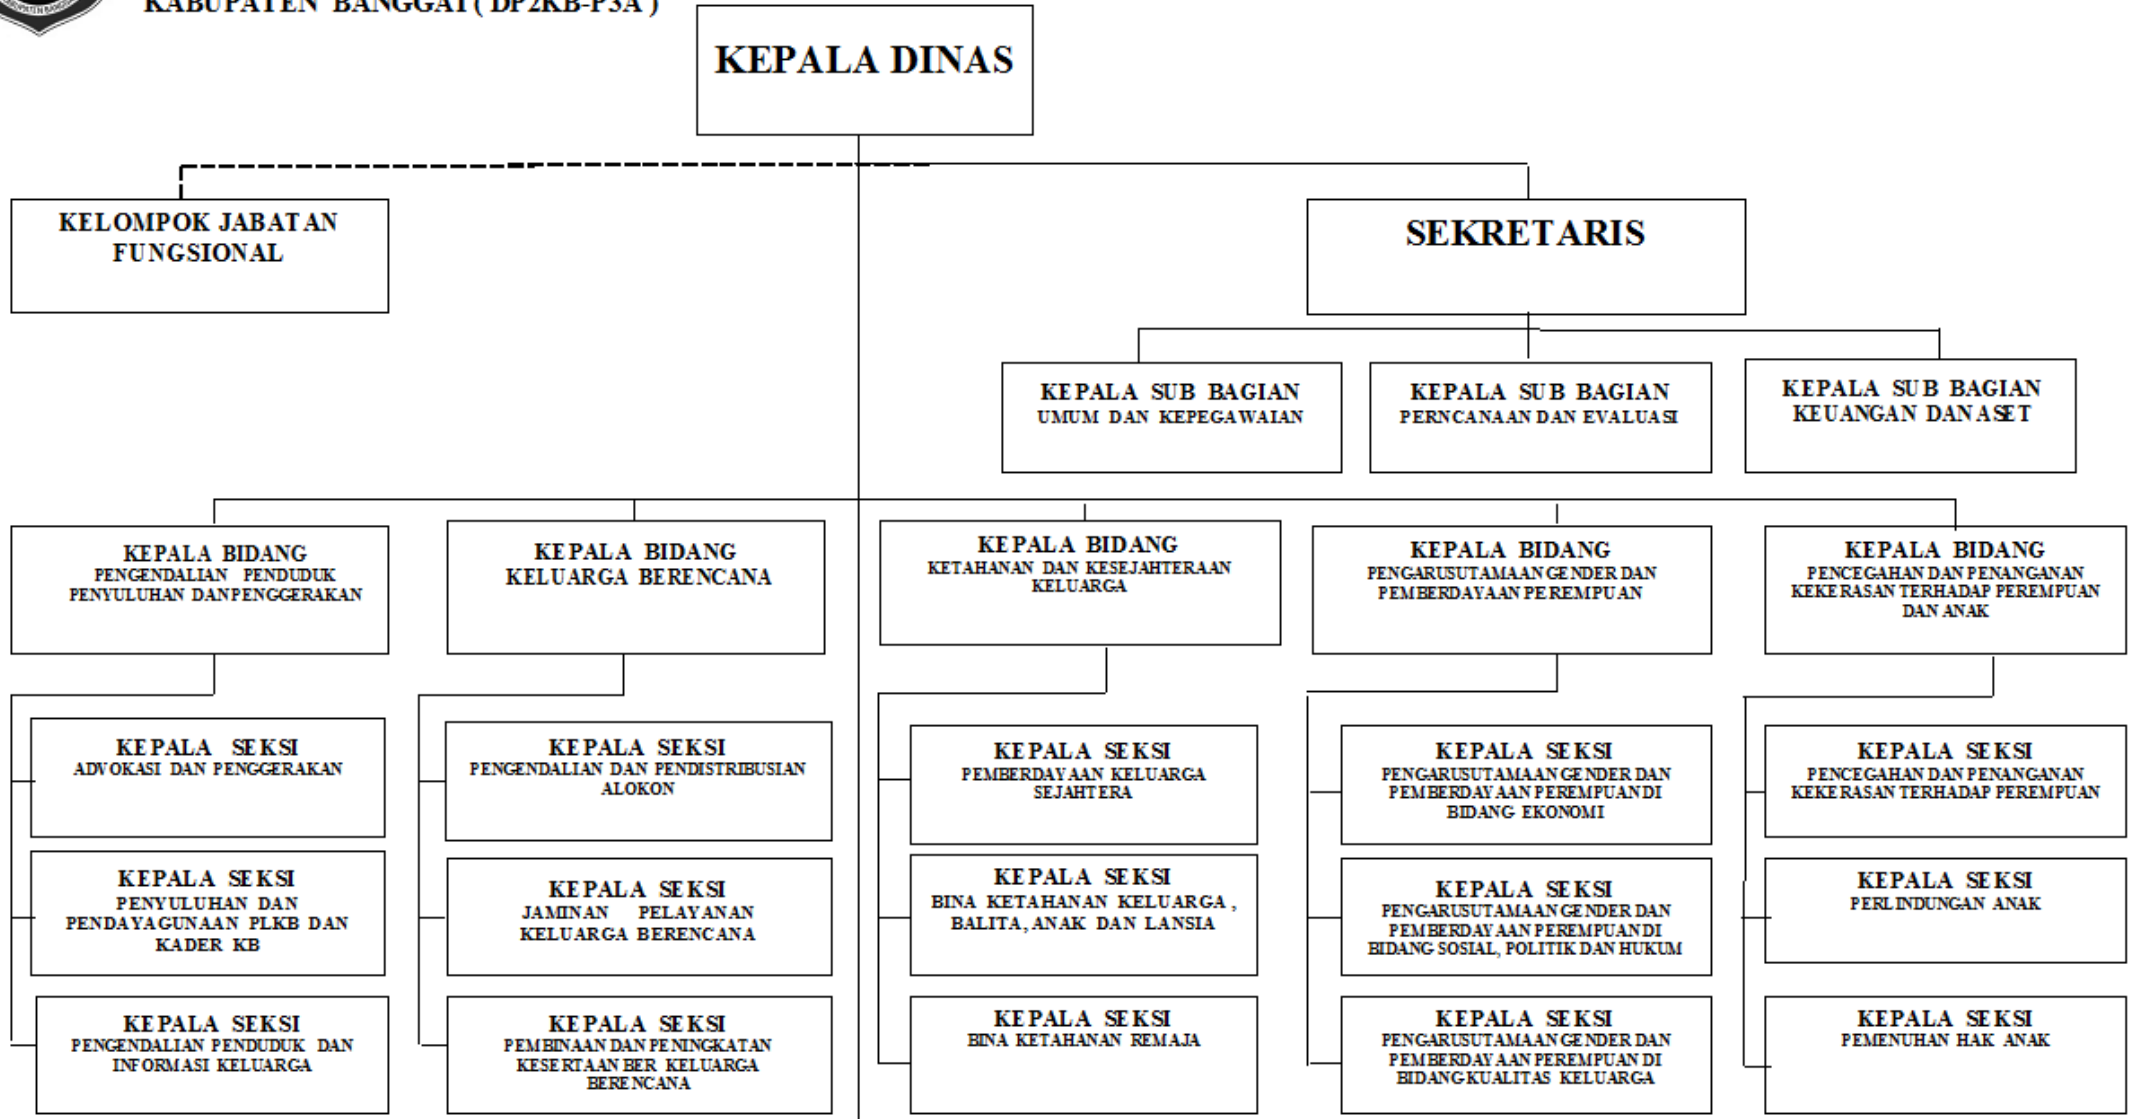 KABUPATEN BANGGAI ( DP2KB-P3A )
KEPALA DINAS
KELOMPOK JABATAN
FUNGSIONAL
SEKRETARIS
KEPALA SUB BAGIAN
UMUM DAN KEPEGAWAIAN
KEPALA SUB BAGIAN
PERNCANAAN DAN EVALUASI
KEPALA SUB BAGIAN
KEUANGAN DAN ASET
KEPALA BIDANG
PENGENDALIAN PENDUDUK
PENYULUHAN DAN PENGGERAKAN
KEPALA BIDANG
KELUARGA BERENCANA
KEPALA BIDANG
KETAHANAN DAN KESEJAHTERAAN
KELUARGA
KEPALA BIDANG
PENGARUSUTAMAAN GENDER DAN
PEMBERDAYAAN PEREMPUAN
KEPALA BIDANG
PENCEGAHAN DAN PENANGANAN
KEKERASAN TERHADAP PEREMPUAN
DAN ANAK
KEPALA SEKSI
ADVOKASI DAN PENGGERAKAN
KEPALA SEKSI
PENGENDALIAN DAN PENDISTRIBUSIAN
ALOKON
KEPALA SEKSI
PEMBERDAYAAN KELUARGA
SEJAHTERA
KEPALA SEKSI
PENGARUSUTAMAAN GENDER DAN
PEMBERDAYAAN PEREMPUAN DI
BIDANG EKONOMI
KEPALA SEKSI
PENCEGAHAN DAN PENANGANAN
KEKERASAN TERHADAP PEREMPUAN
KEPALA SEKSI
PENYULUHAN DAN
PENDAYAGUNAAN PLKB DAN
KADER KB
KEPALA SEKSI
JAMINAN PELAYANAN
KELUARGA BERENCANA
KEPALA SEKSI
BINA KETAHANAN KELUARGA ,
BALITA, ANAK DAN LANSIA
KEPALA SEKSI
PENGARUSUTAMAAN GENDER DAN
PEMBERDAYAAN PEREMPUAN DI
BIDANG SOSIAL, POLITIK DAN HUKUM
KEPALA SEKSI
PERLINDUNGAN ANAK
KEPALA SEKSI
PENGENDALIAN PENDUDUK DAN
INFORMASI KELUARGA
KEPALA SEKSI
PEMBINAAN DAN PENINGKATAN
KESERTAAN BER KELUARGA
BERENCANA
KEPALA SEKSI
BINA KETAHANAN REMAJA
KEPALA SEKSI
PENGARUSUTAMAAN GENDER DAN
PEMBERDAYAAN PEREMPUAN DI
BIDANG KUALITAS KELUARGA
KEPALA SEKSI
PEMENUHAN HAK ANAK